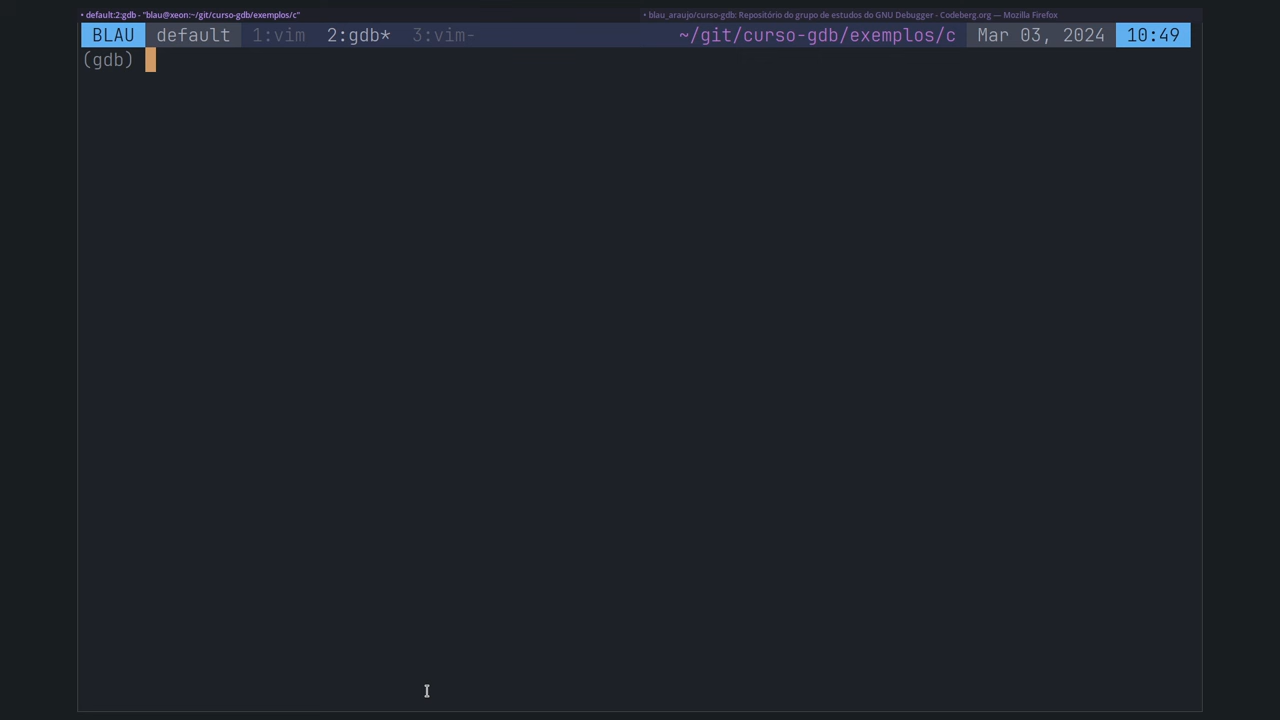 • default:2:gdb - "blau@xeon:~/git/curso-gdb/exemplos/c"
• blau_araujo/curso-gdb: Repositório do grupo de estudos do GNU Debugger - Codeberg.org — Mozilla Firefox
BLAU default 1:vim 2:gdb* 3:vim- ~/git/curso-gdb/exemplos/c Mar 03, 2024 10:49
(gdb)